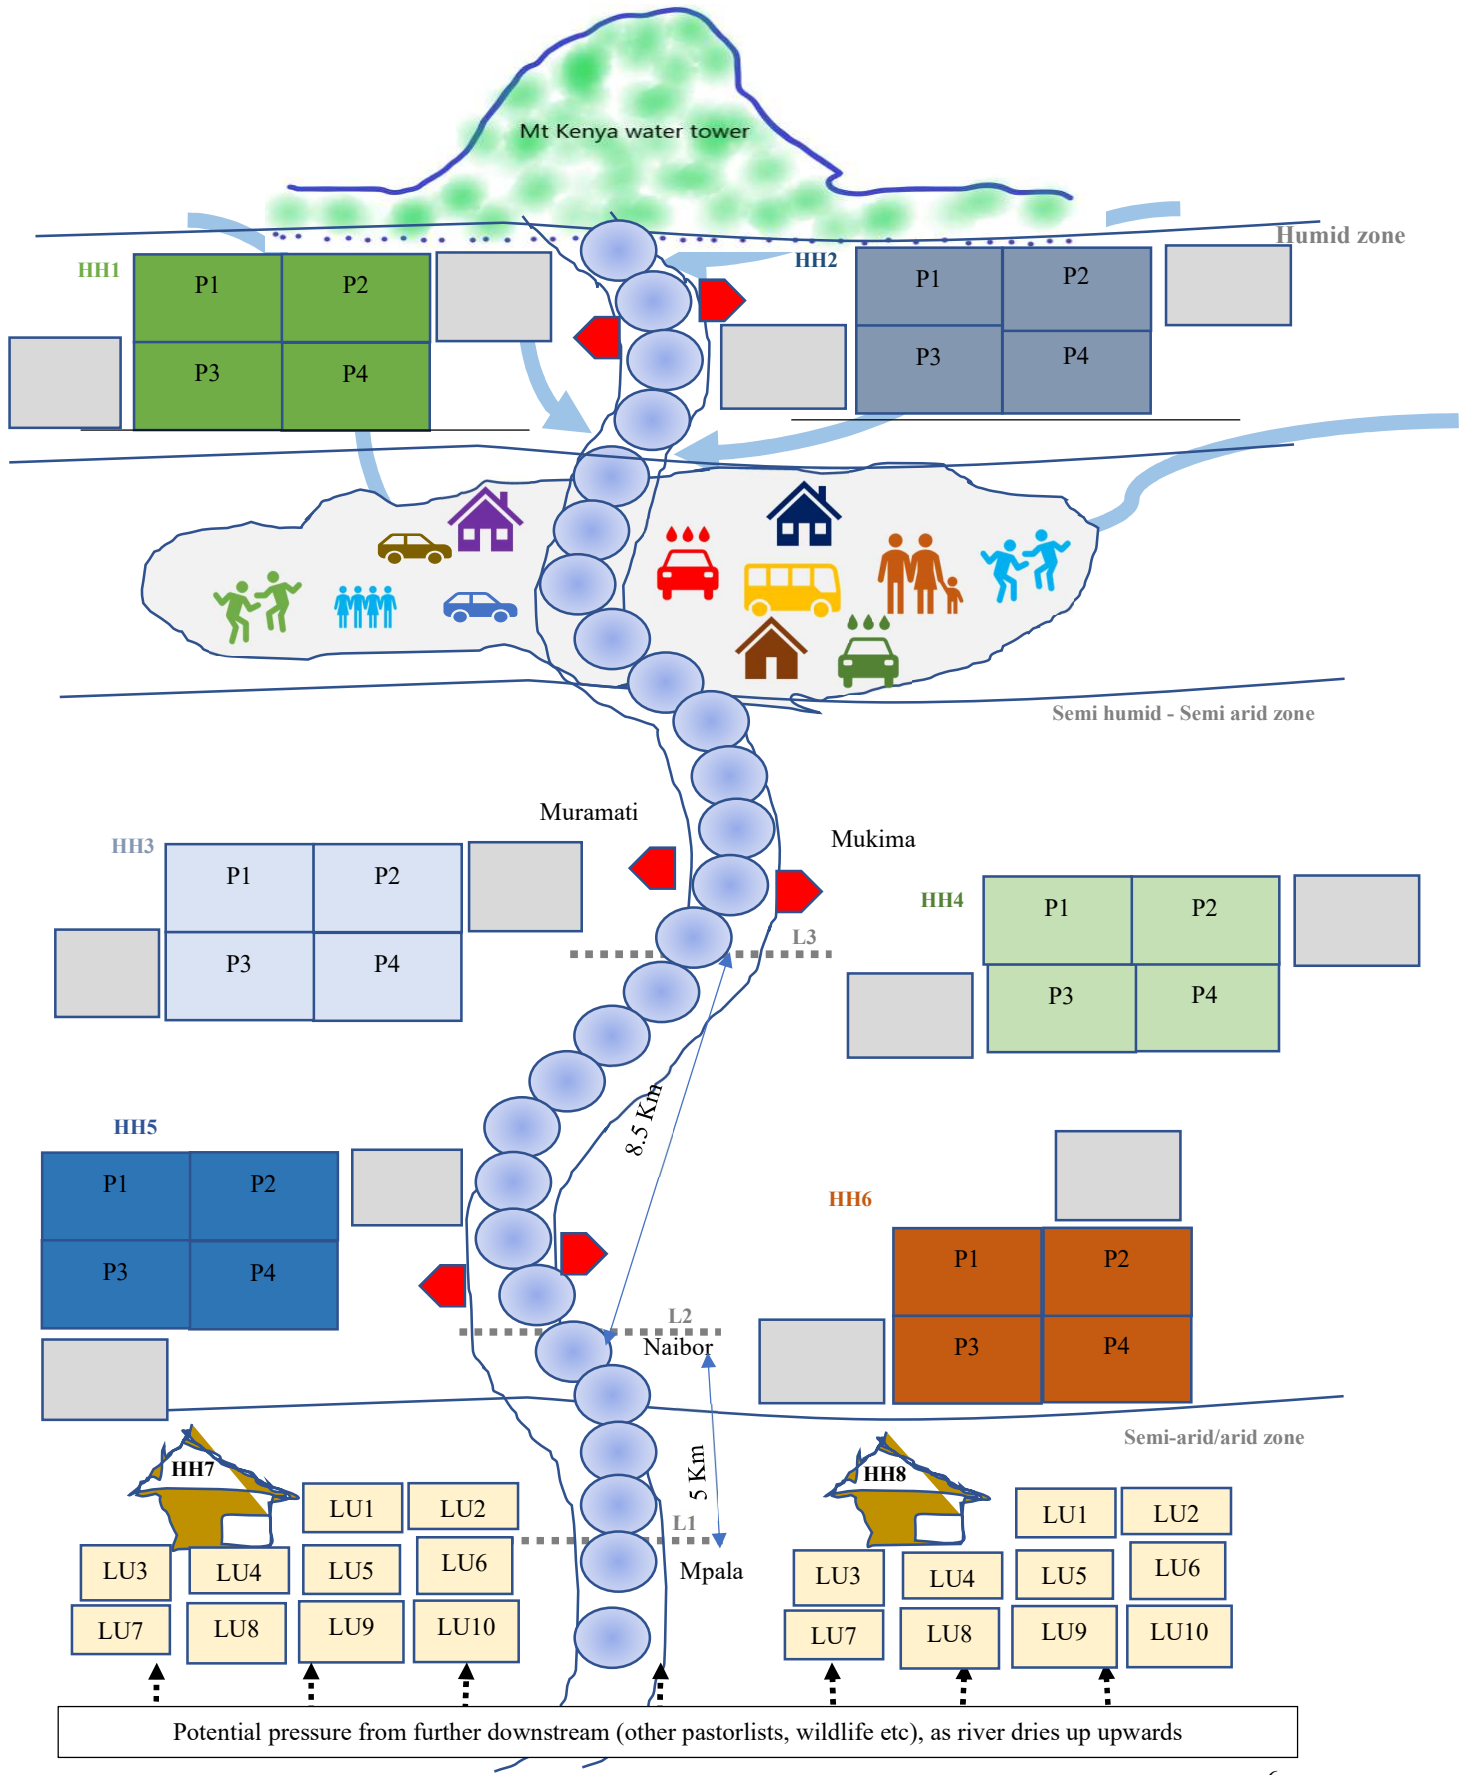 Mt Kenya water tower
Humid zone
HH1
P1
P2
P3
P4
HH2
P1
P2
P3
P4
Semi humid - Semi arid zone
Muramati
Mukima
HH3
P1
P2
P3
P4
HH4
P1
P2
P3
P4
L3
8.5 Km
HH5
P1
P2
P3
P4
HH6
P1
P2
P3
P4
L2
Naibor
Semi-arid/arid zone
5 Km
L1
Mpala
HH7
LU1
LU2
LU3
LU4
LU5
LU6
LU7
LU8
LU9
LU10
HH8
LU1
LU2
LU3
LU4
LU5
LU6
LU7
LU8
LU9
LU10
Potential pressure from further downstream (other pastorlists, wildlife etc), as river dries up upwards